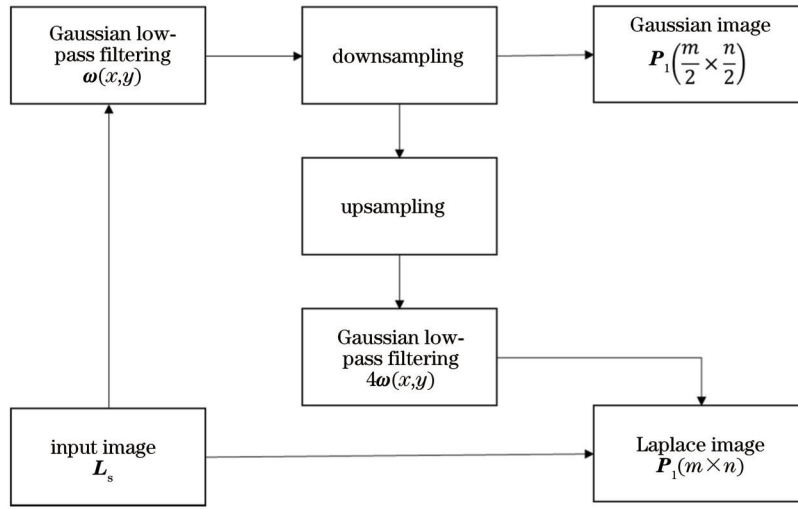 Gaussian low-
pass filtering
ω(x,y)
downsampling
Gaussian image
P₁(m/2 × n/2)
upsampling
Gaussian low-
pass filtering
4ω(x,y)
input image
Lₛ
Laplace image
P₁(m×n)